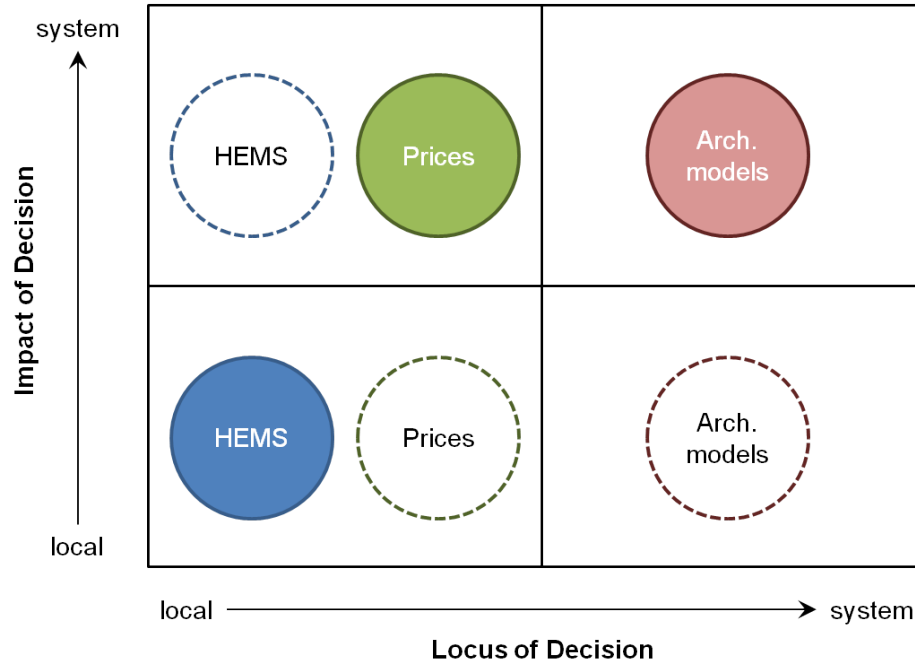 system
HEMS
Prices
Arch.
models
Impact of Decision
HEMS
Prices
Arch.
models
local
local
system
Locus of Decision